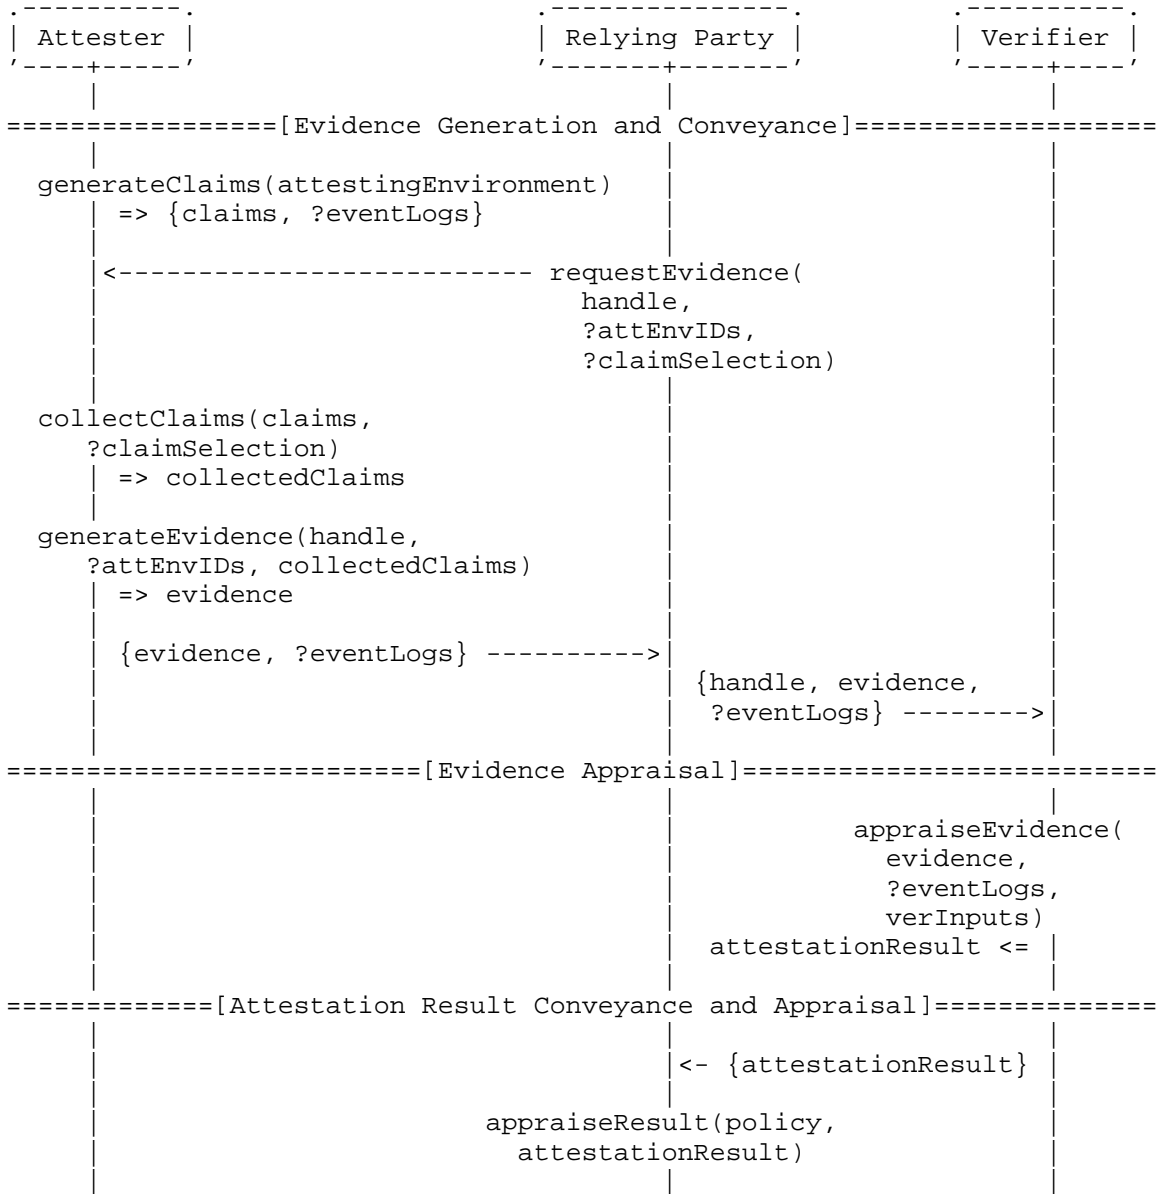 .----------.                      .---------------.         .----------.
| Attester |                      | Relying Party |         | Verifier |
'----+-----'                      '-------+-------'         '-----+----'
     |                                    |                       |
=================[Evidence Generation and Conveyance]===================
     |                                    |                       |
  generateClaims(attestingEnvironment)    |                       |
     | => {claims, ?eventLogs}            |                       |
     |                                    |                       |
     |<-------------------------- requestEvidence(                |
     |                              handle,                       |
     |                              ?attEnvIDs,                   |
     |                              ?claimSelection)              |
     |                                    |                       |
  collectClaims(claims,                   |                       |
     ?claimSelection)                     |                       |
     | => collectedClaims                 |                       |
     |                                    |                       |
  generateEvidence(handle,                |                       |
     ?attEnvIDs, collectedClaims)         |                       |
     | => evidence                        |                       |
     |                                    |                       |
     | {evidence, ?eventLogs} ---------->|                       |
     |                                    | {handle, evidence,    |
     |                                    |  ?eventLogs} -------->|
     |                                    |                       |
==========================[Evidence Appraisal]==========================
     |                                    |                       |
     |                                    |           appraiseEvidence(
     |                                    |             evidence,
     |                                    |             ?eventLogs,
     |                                    |             verInputs)
     |                                    |  attestationResult <= |
     |                                    |                       |
===============[Attestation Result Conveyance and Appraisal]==============
     |                                    |                       |
     |                                    |<- {attestationResult} |
     |                                    |                       |
     |                        appraiseResult(policy,              |
     |                          attestationResult)                |
     |                                    |                       |